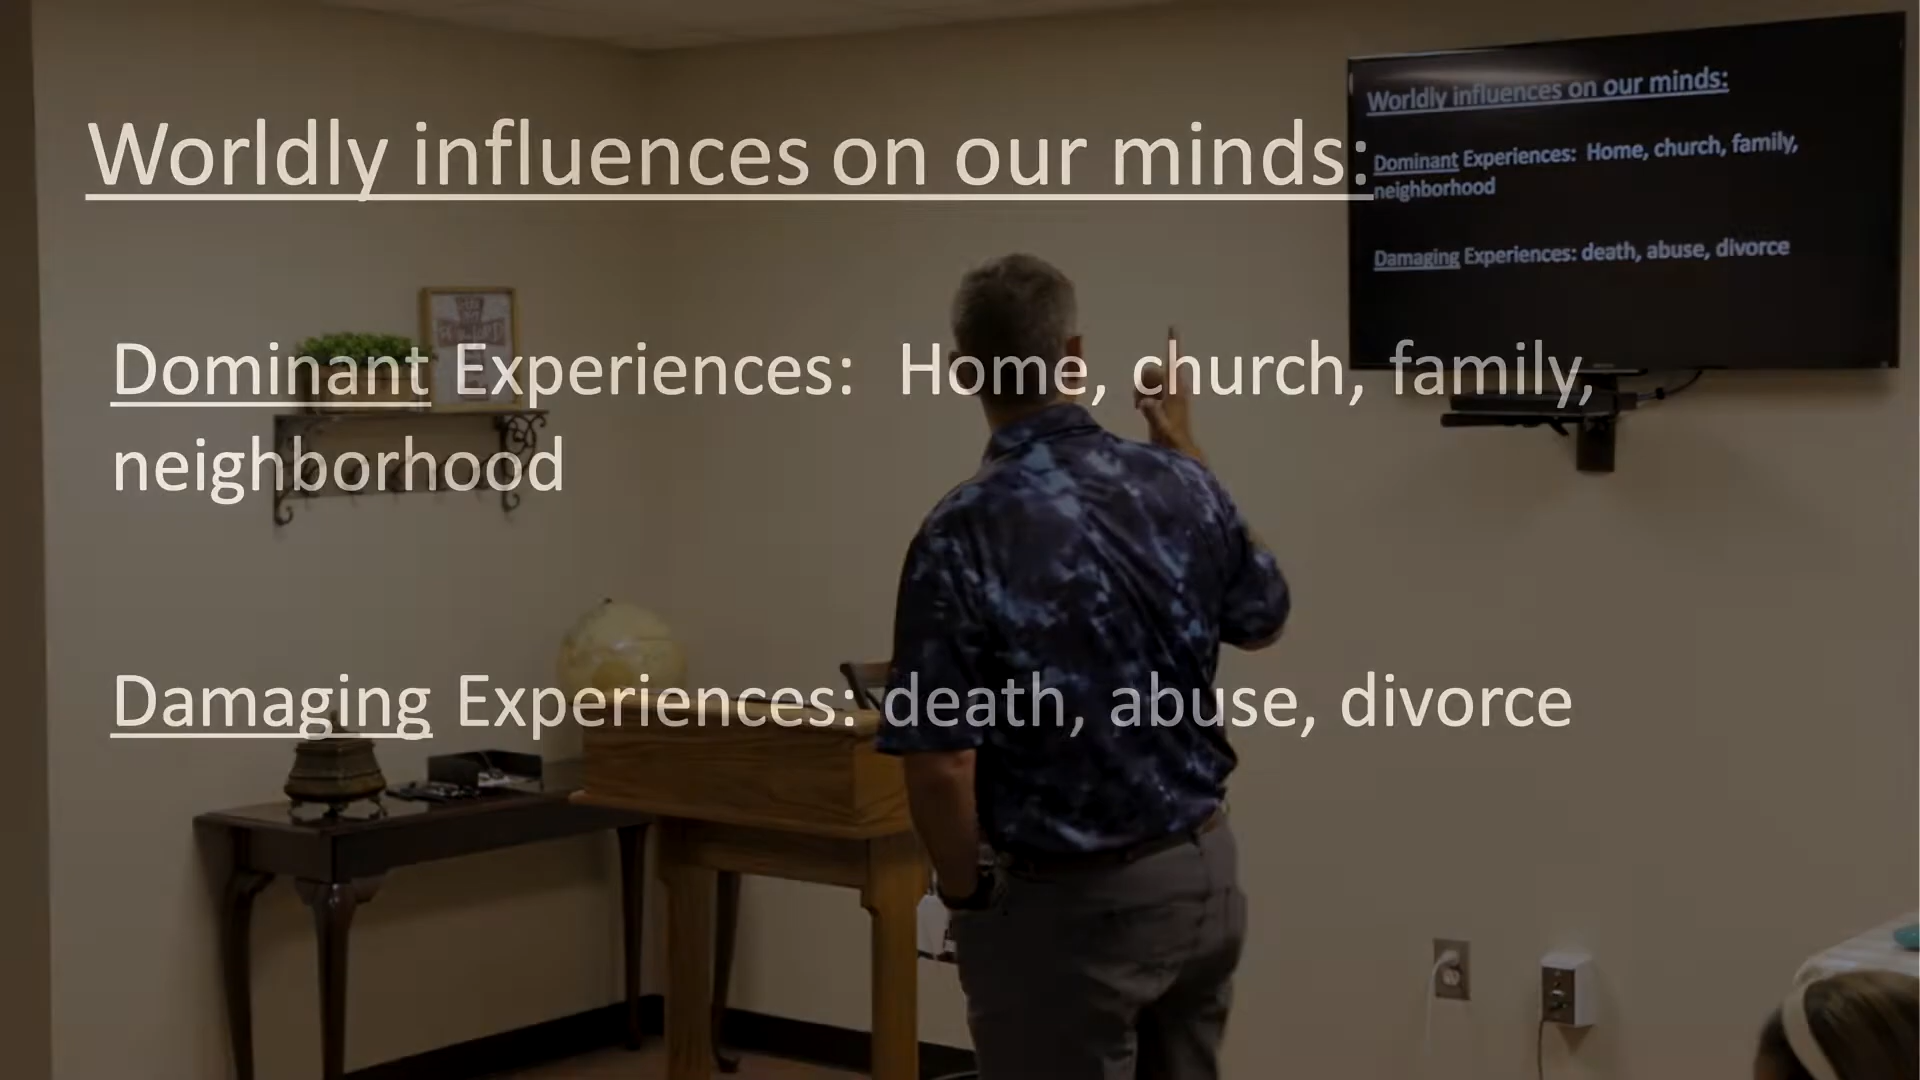 Worldly influences on our minds:
Dominant Experiences: Home, church, family,
neighborhood
Damaging Experiences: death, abuse, divorce
Worldly influences on our minds:
Dominant Experiences: Home, church, family,
neighborhood
Damaging Experiences: death, abuse, divorce